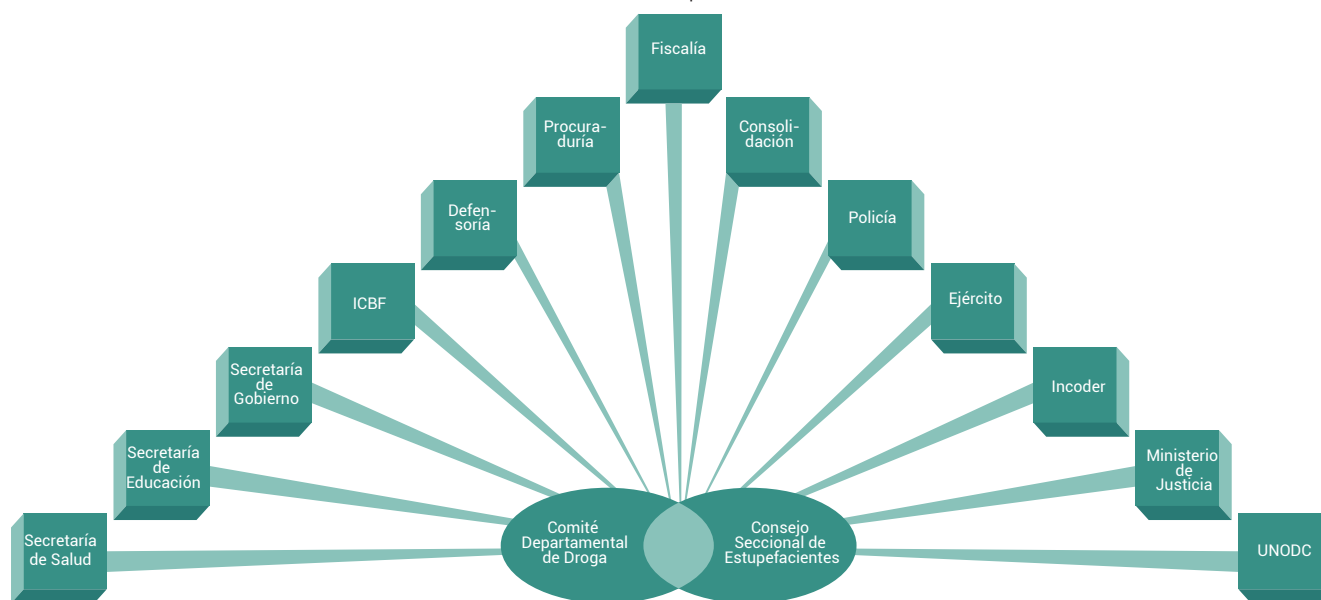 Fiscalía
Procura-
duría
Consoli-
dación
Defen-
soría
Policía
ICBF
Ejército
Secretaría
de
Gobierno
Incoder
Secretaría
de
Educación
Ministerio
de
Justicia
Secretaría
de Salud
Comité
Departamental
de Droga
Consejo
Seccional de
Estupefacientes
UNODC